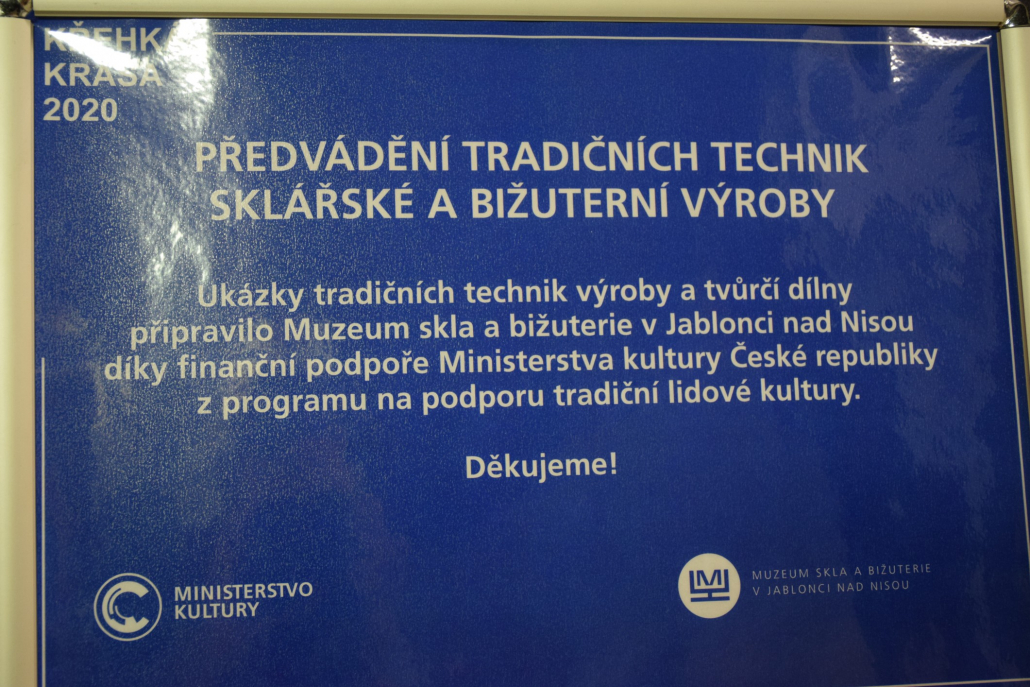 KŘEHKÁ
KRÁSA
2020
PŘEDVÁDĚNÍ TRADIČNÍCH TECHNIK
SKLÁŘSKÉ A BIŽUTERNÍ VÝROBY
Ukázky tradičních technik výroby a tvůrčí dílny
připravilo Muzeum skla a bižuterie v Jablonci nad Nisou
díky finanční podpoře Ministerstva kultury České republiky
z programu na podporu tradiční lidové kultury.
Děkujeme!
MINISTERSTVO
KULTURY
MUZEUM SKLA A BIŽUTERIE
V JABLONCI NAD NISOU